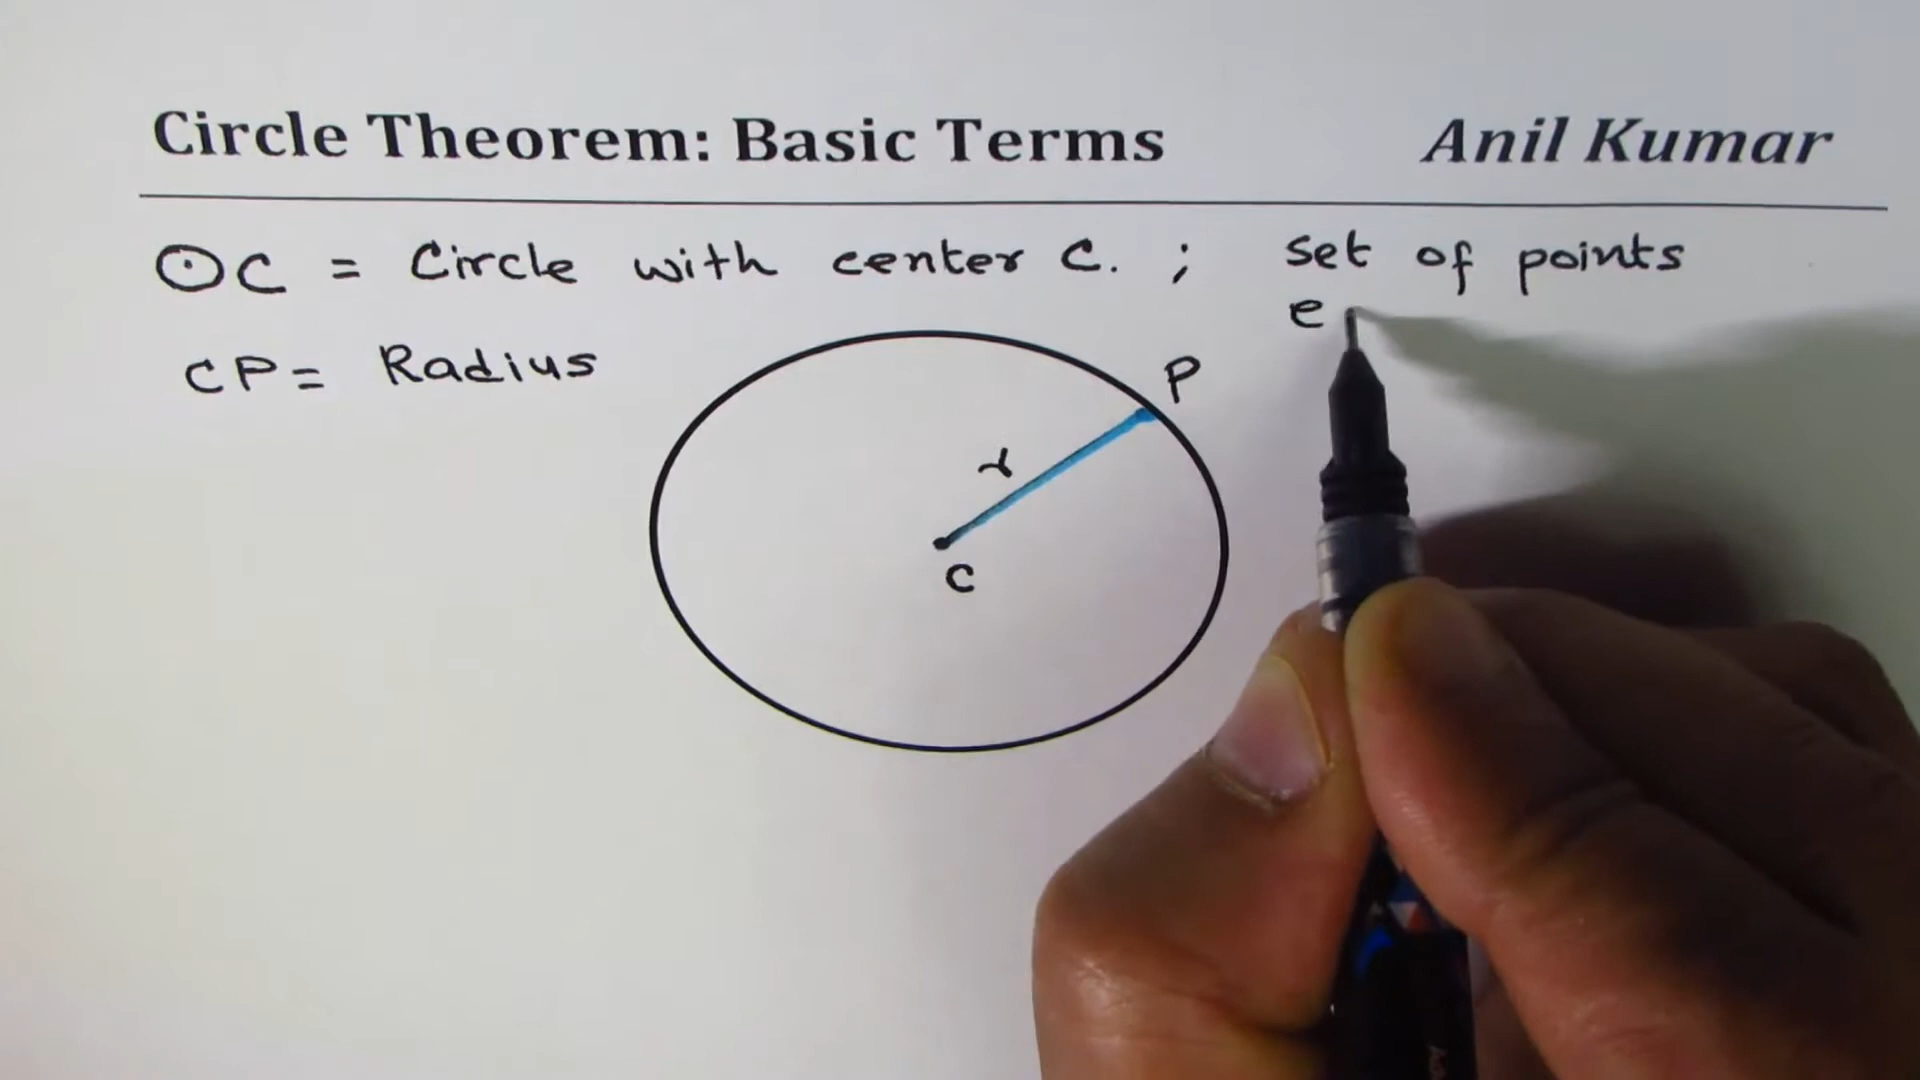 Circle Theorem: Basic Terms Anil Kumar
⊙C = Circle with center C. ; set of points
e
CP = Radius
P
r
C